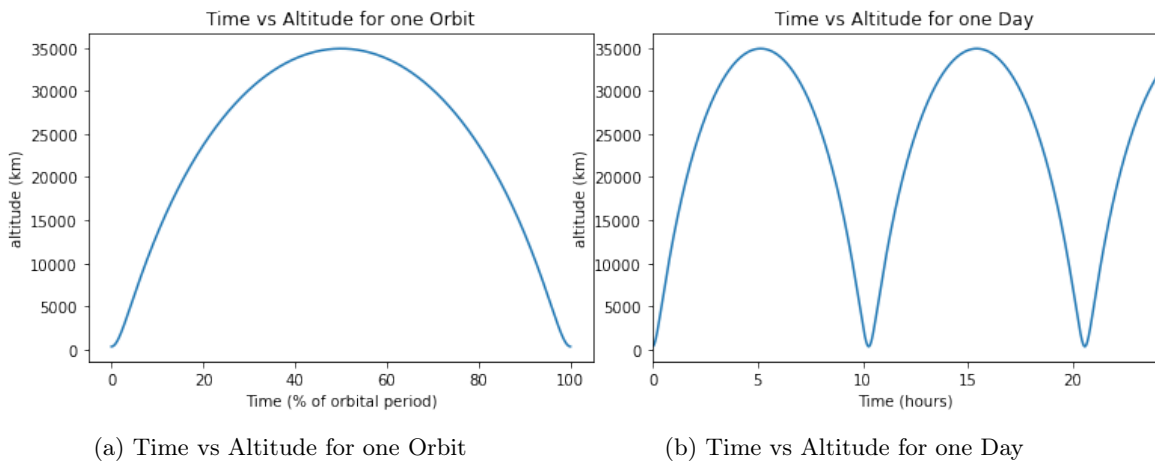 Time vs Altitude for one Orbit
35000
30000
25000
20000
15000
10000
5000
0
altitude (km)
0 20 40 60 80 100
Time (% of orbital period)
(a) Time vs Altitude for one Orbit
Time vs Altitude for one Day
35000
30000
25000
20000
15000
10000
5000
0
altitude (km)
0 5 10 15 20
Time (hours)
(b) Time vs Altitude for one Day